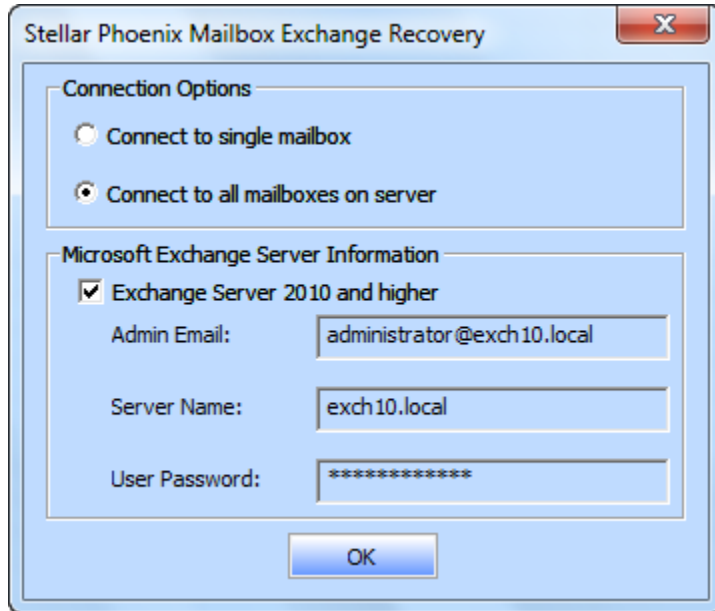 Stellar Phoenix Mailbox Exchange Recovery
Connection Options
Connect to single mailbox
Connect to all mailboxes on server
Microsoft Exchange Server Information
Exchange Server 2010 and higher
Admin Email: administrator@exch10.local
Server Name: exch10.local
User Password: ************
OK